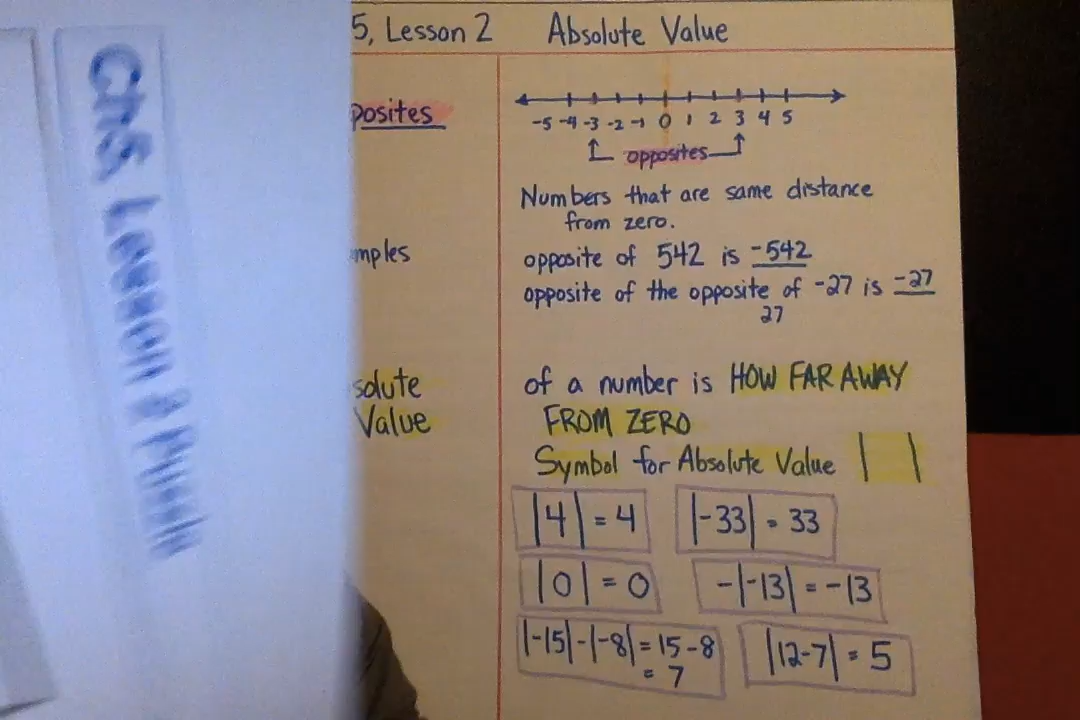 5, Lesson 2 Absolute Value
posites
-5 -4 -3 -2 -1 0 1 2 3 4 5
opposites
Numbers that are same distance
from zero.
mples
opposite of 542 is -542
opposite of the opposite of -27 is -27
27
solute
Value
of a number is HOW FAR AWAY
FROM ZERO
Symbol for Absolute Value | |
|4| = 4
|-33| = 33
|0| = 0
-|-13| = -13
|-15|-|-8| = 15-8
= 7
|12-7| = 5